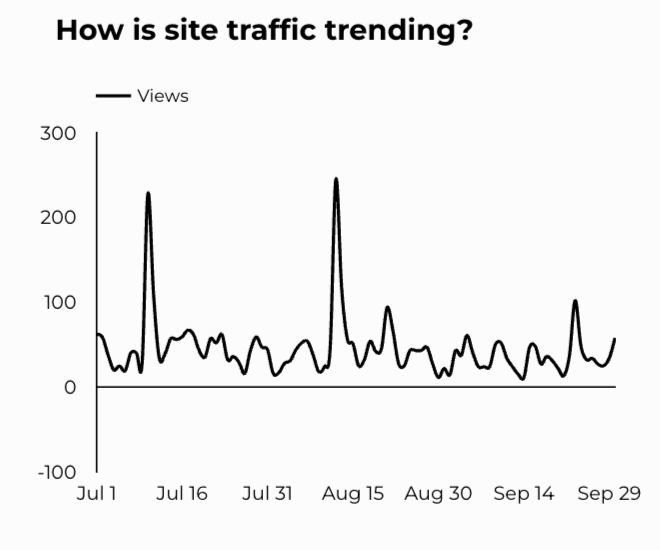 How is site traffic trending?
Views
300
200
100
0
-100
Jul 1 Jul 16 Jul 31 Aug 15 Aug 30 Sep 14 Sep 29